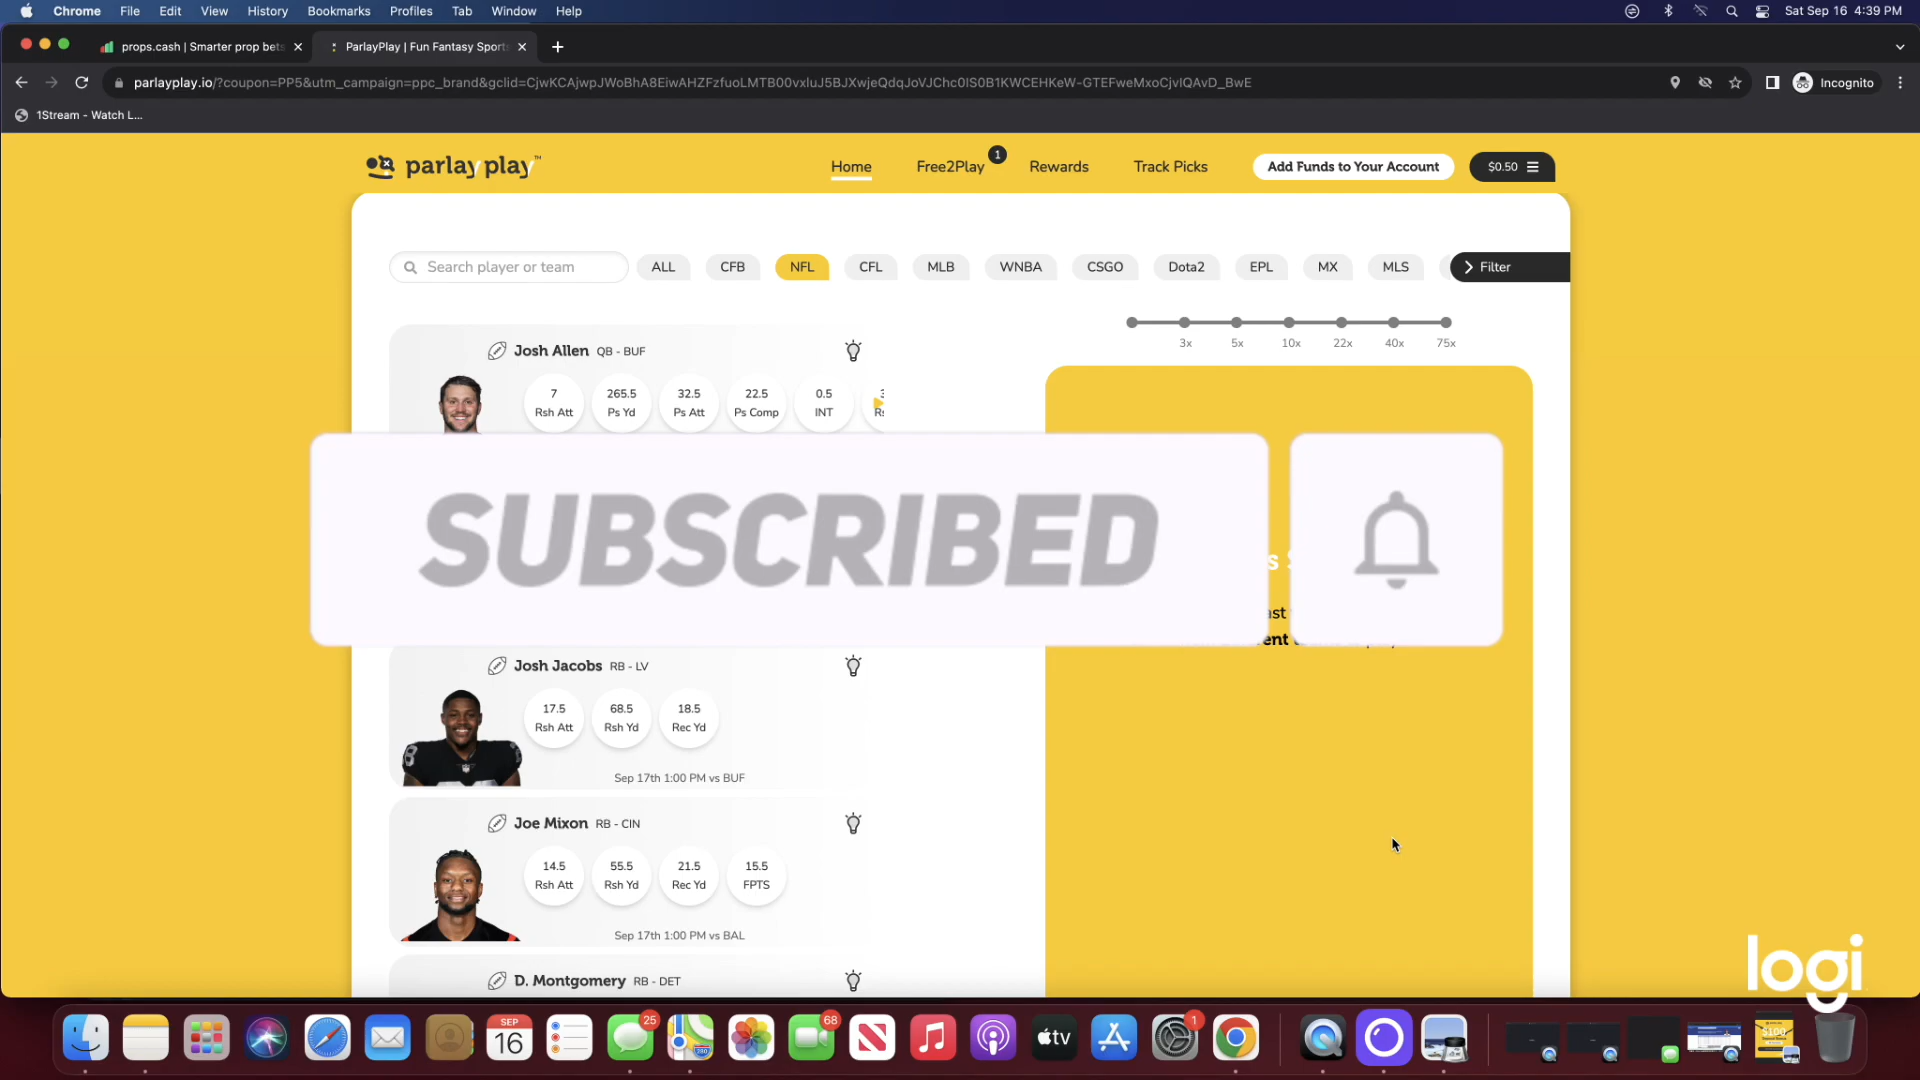 Chrome File Edit View History Bookmarks Profiles Tab Window Help Sat Sep 16 4:39 PM
props.cash | Smarter prop bets ParlayPlay | Fun Fantasy Sports
parlayplay.io/?coupon=PP5&utm_campaign=ppc_brand&gclid=CjwKCAjwpJWoBhA8EiwAHZFzfuoLMTB00vxluJ5BJXwjeQdqJoVJChc0IS0B1KWCEHKeW-GTEFweMxoCjvIQAvD_BwE Incognito
1Stream - Watch L...
parlay play™ Home Free2Play 1 Rewards Track Picks Add Funds to Your Account $0.50
Search player or team ALL CFB NFL CFL MLB WNBA CSGO Dota2 EPL MX MLS Filter
3x 5x 10x 22x 40x 75x
Josh Allen QB - BUF
7 265.5 32.5 22.5 0.5
Rsh Att Ps Yd Ps Att Ps Comp INT
SUBSCRIBED
Josh Jacobs RB - LV
17.5 68.5 18.5
Rsh Att Rsh Yd Rec Yd
Sep 17th 1:00 PM vs BUF
Joe Mixon RB - CIN
14.5 55.5 21.5 15.5
Rsh Att Rsh Yd Rec Yd FPTS
Sep 17th 1:00 PM vs BAL
D. Montgomery RB - DET
logi
SEP
16 25 68 tv 1 $100